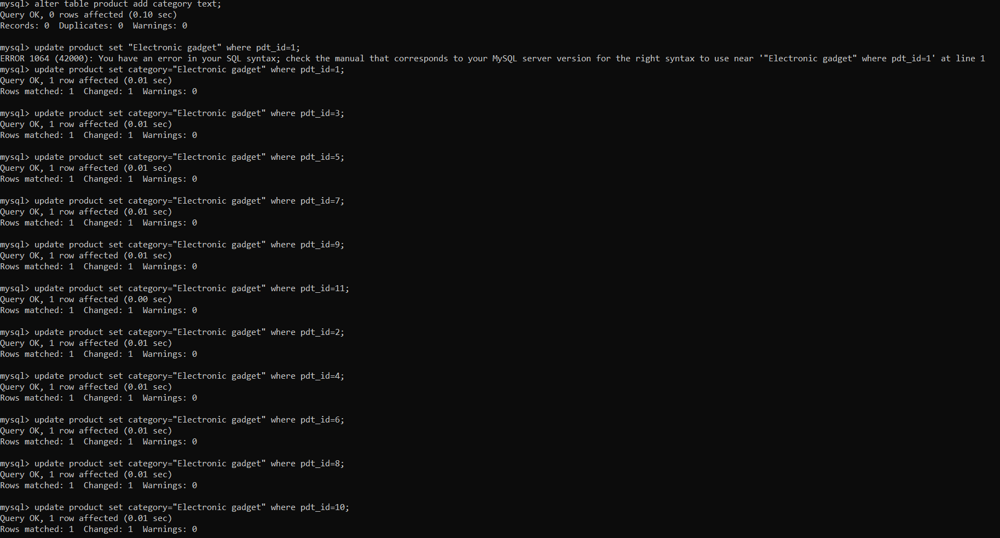 mysql> alter table product add category text;
Query OK, 0 rows affected (0.10 sec)
Records: 0  Duplicates: 0  Warnings: 0
mysql> update product set "Electronic gadget" where pdt_id=1;
ERROR 1064 (42000): You have an error in your SQL syntax; check the manual that corresponds to your MySQL server version for the right syntax to use near '"Electronic gadget" where pdt_id=1' at line 1
mysql> update product set category="Electronic gadget" where pdt_id=1;
Query OK, 1 row affected (0.01 sec)
Rows matched: 1  Changed: 1  Warnings: 0
mysql> update product set category="Electronic gadget" where pdt_id=3;
Query OK, 1 row affected (0.01 sec)
Rows matched: 1  Changed: 1  Warnings: 0
mysql> update product set category="Electronic gadget" where pdt_id=5;
Query OK, 1 row affected (0.01 sec)
Rows matched: 1  Changed: 1  Warnings: 0
mysql> update product set category="Electronic gadget" where pdt_id=7;
Query OK, 1 row affected (0.01 sec)
Rows matched: 1  Changed: 1  Warnings: 0
mysql> update product set category="Electronic gadget" where pdt_id=9;
Query OK, 1 row affected (0.01 sec)
Rows matched: 1  Changed: 1  Warnings: 0
mysql> update product set category="Electronic gadget" where pdt_id=11;
Query OK, 1 row affected (0.00 sec)
Rows matched: 1  Changed: 1  Warnings: 0
mysql> update product set category="Electronic gadget" where pdt_id=2;
Query OK, 1 row affected (0.01 sec)
Rows matched: 1  Changed: 1  Warnings: 0
mysql> update product set category="Electronic gadget" where pdt_id=4;
Query OK, 1 row affected (0.01 sec)
Rows matched: 1  Changed: 1  Warnings: 0
mysql> update product set category="Electronic gadget" where pdt_id=6;
Query OK, 1 row affected (0.01 sec)
Rows matched: 1  Changed: 1  Warnings: 0
mysql> update product set category="Electronic gadget" where pdt_id=8;
Query OK, 1 row affected (0.01 sec)
Rows matched: 1  Changed: 1  Warnings: 0
mysql> update product set category="Electronic gadget" where pdt_id=10;
Query OK, 1 row affected (0.01 sec)
Rows matched: 1  Changed: 1  Warnings: 0